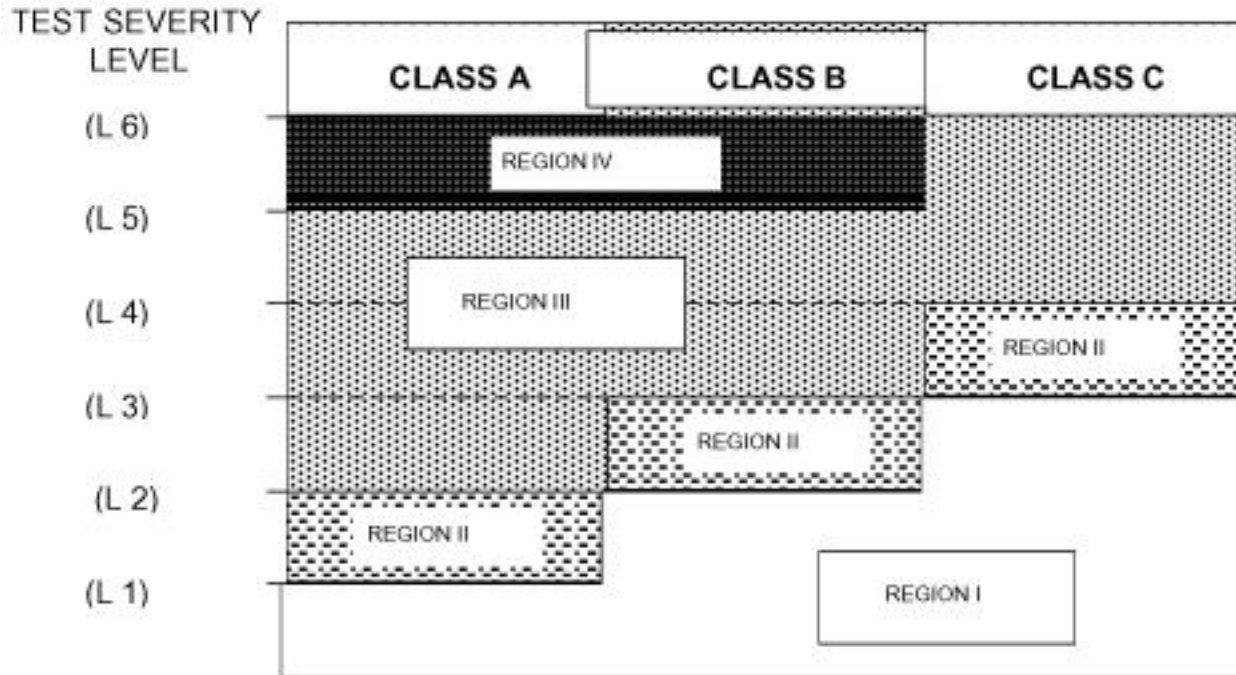 TEST SEVERITY
LEVEL
CLASS A
CLASS B
CLASS C
(L 6)
REGION IV
(L 5)
REGION III
(L 4)
REGION II
(L 3)
REGION II
(L 2)
REGION II
(L 1)
REGION I